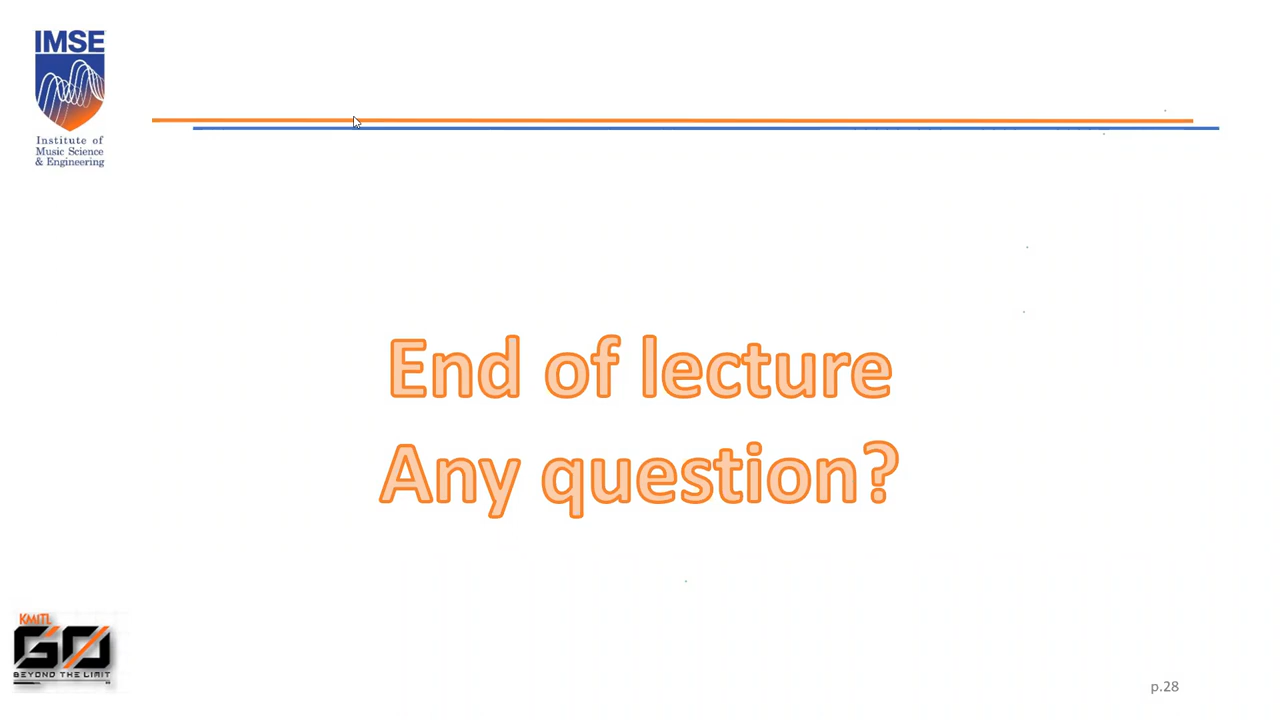 IMSE
Institute of
Music Science
& Engineering
End of lecture
Any question?
KMITL
GO
BEYOND THE LIMIT
p.28